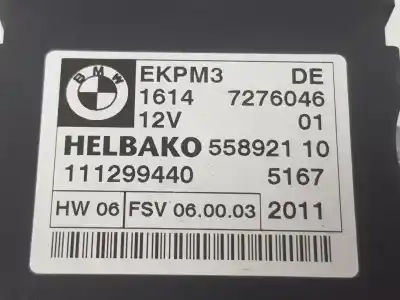 BMW
EKPM3 DE
1614 7276046
12V 01
HELBAKO 558921 10
111299440 5167
HW 06 FSV 06.00.03 2011